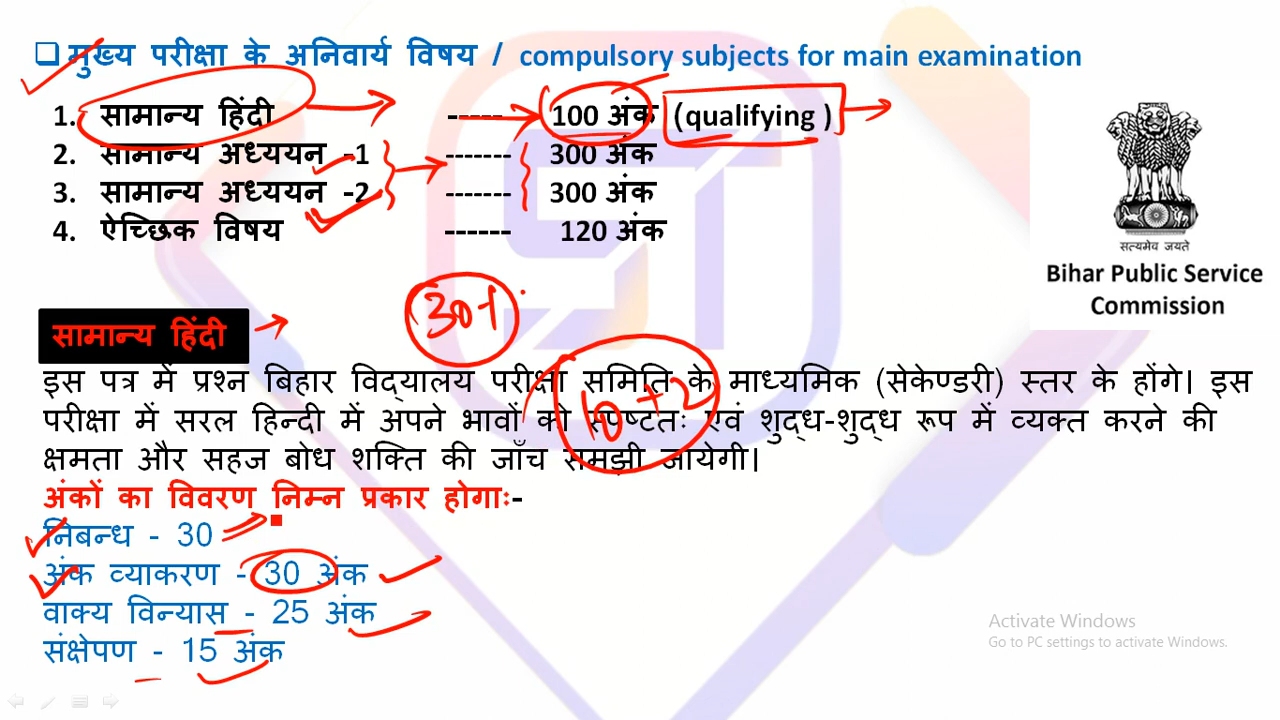 ❑ मुख्य परीक्षा के अनिवार्य विषय / compulsory subjects for main examination
1. सामान्य हिंदी ----- 100 अंक (qualifying )
2. सामान्य अध्ययन -1 ------- 300 अंक
3. सामान्य अध्ययन -2 ------- 300 अंक
4. ऐच्छिक विषय ------ 120 अंक
सत्यमेव जयते
Bihar Public Service
Commission
30+
सामान्य हिंदी
इस पत्र में प्रश्न बिहार विद्यालय परीक्षा समिति के माध्यमिक (सेकेण्डरी) स्तर के होंगे। इस
10+2
परीक्षा में सरल हिन्दी में अपने भावों को स्पष्टतः एवं शुद्ध-शुद्ध रूप में व्यक्त करने की
क्षमता और सहज बोध शक्ति की जाँच समझी जायेगी।
अंकों का विवरण निम्न प्रकार होगाः-
निबन्ध - 30
अंक व्याकरण - 30 अंक
वाक्य विन्यास - 25 अंक
संक्षेपण - 15 अंक
Activate Windows
Go to PC settings to activate Windows.